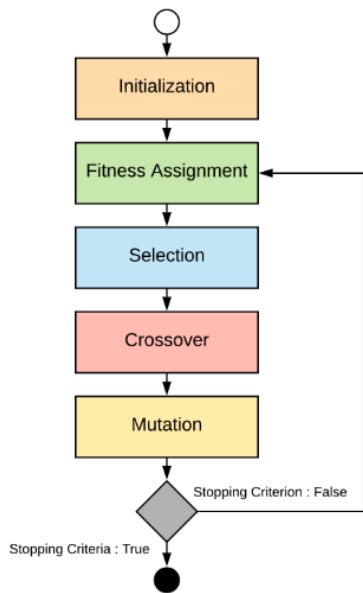 Initialization
Fitness Assignment
Selection
Crossover
Mutation
Stopping Criterion : False
Stopping Criteria : True